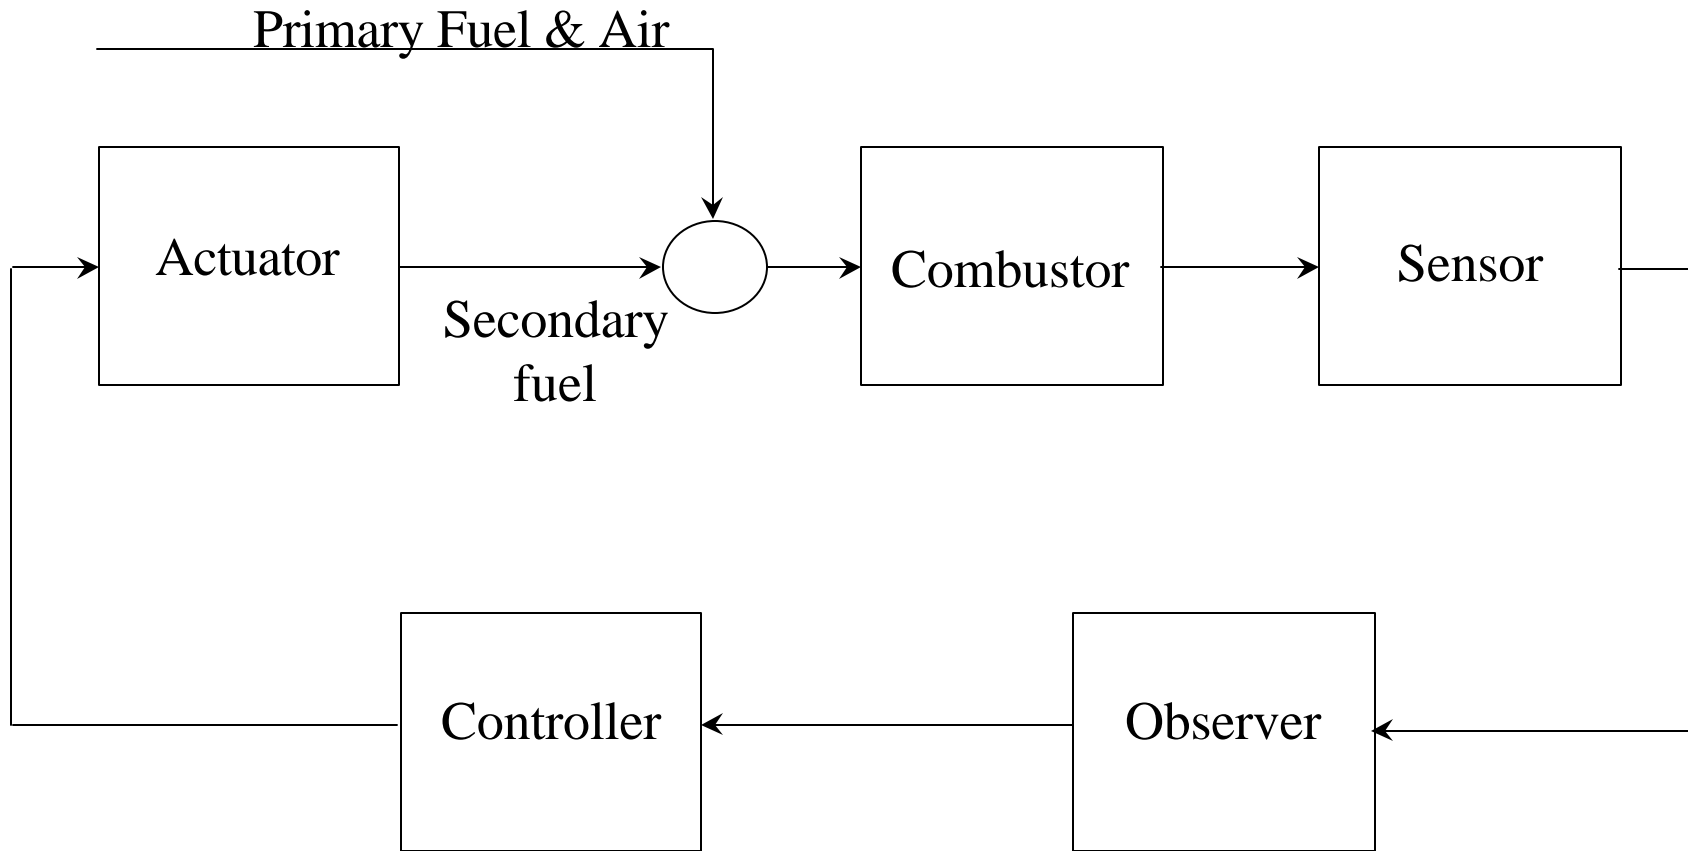 Primary Fuel & Air
Actuator
Secondary
fuel
Combustor
Sensor
Controller
Observer